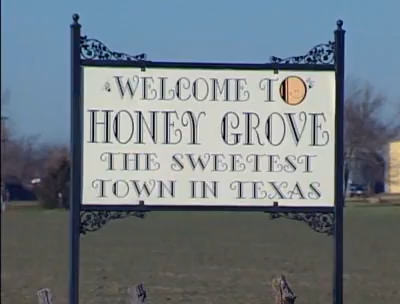 WELCOME TO
HONEY GROVE
THE SWEETEST
TOWN IN TEXAS